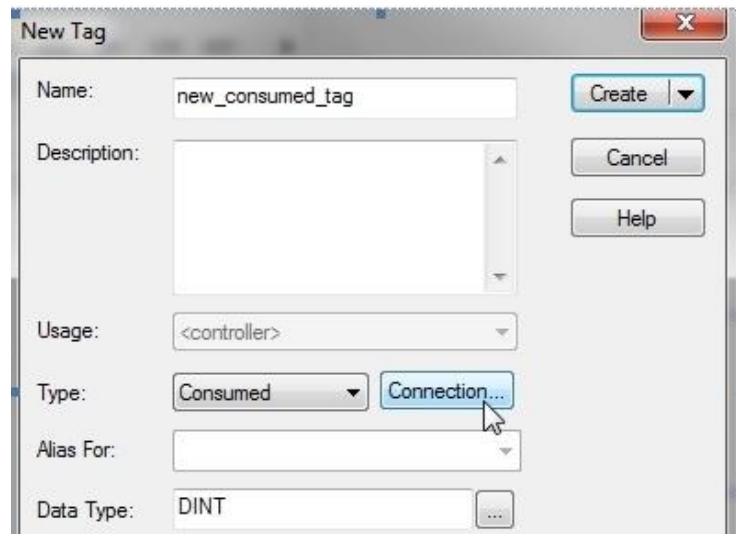 New Tag
Name: new_consumed_tag Create
Description: Cancel
Help
Usage: <controller>
Type: Consumed Connection...
Alias For:
Data Type: DINT ...